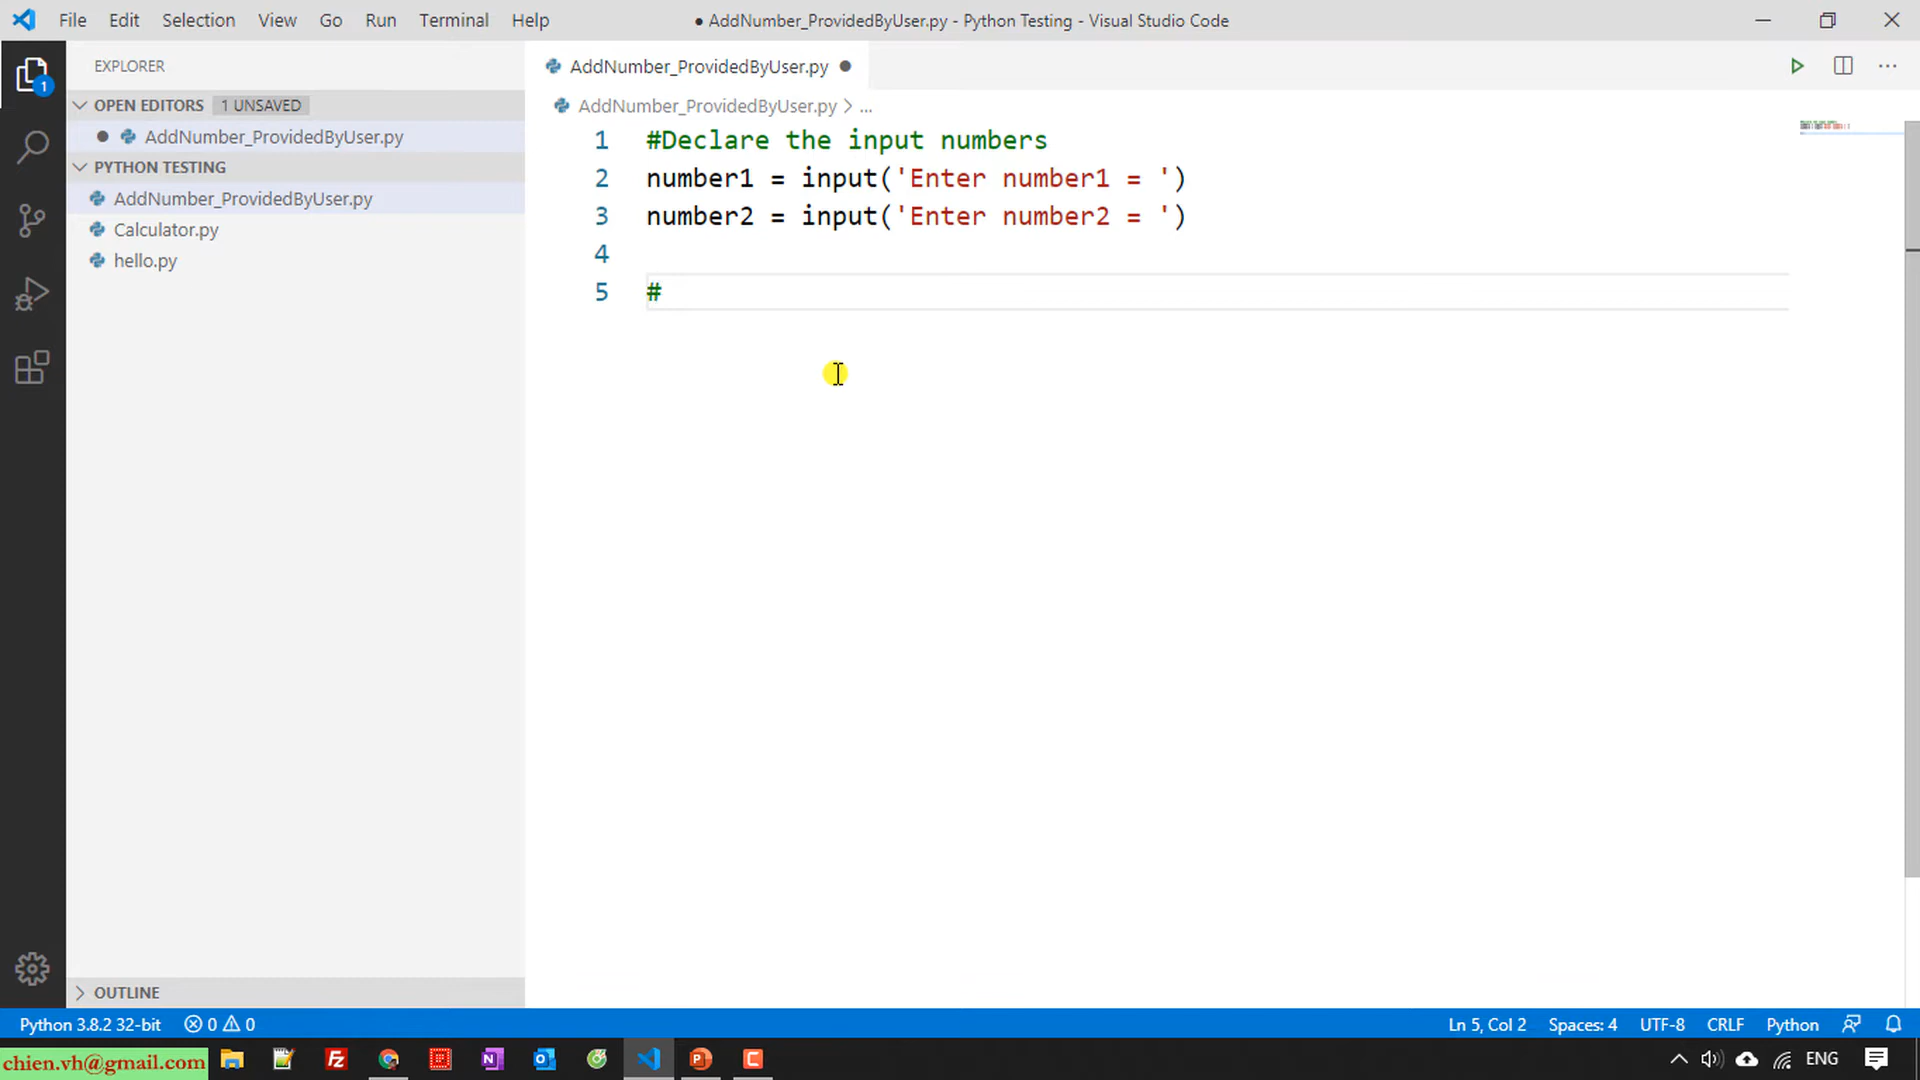 File Edit Selection View Go Run Terminal Help
● AddNumber_ProvidedByUser.py - Python Testing - Visual Studio Code
EXPLORER
1
OPEN EDITORS 1 UNSAVED
AddNumber_ProvidedByUser.py
PYTHON TESTING
AddNumber_ProvidedByUser.py
Calculator.py
hello.py
OUTLINE
AddNumber_ProvidedByUser.py
AddNumber_ProvidedByUser.py > ...
1 #Declare the input numbers
2 number1 = input('Enter number1 = ')
3 number2 = input('Enter number2 = ')
4
5 #
Python 3.8.2 32-bit 0 0
Ln 5, Col 2 Spaces: 4 UTF-8 CRLF Python
chien.vh@gmail.com
ENG